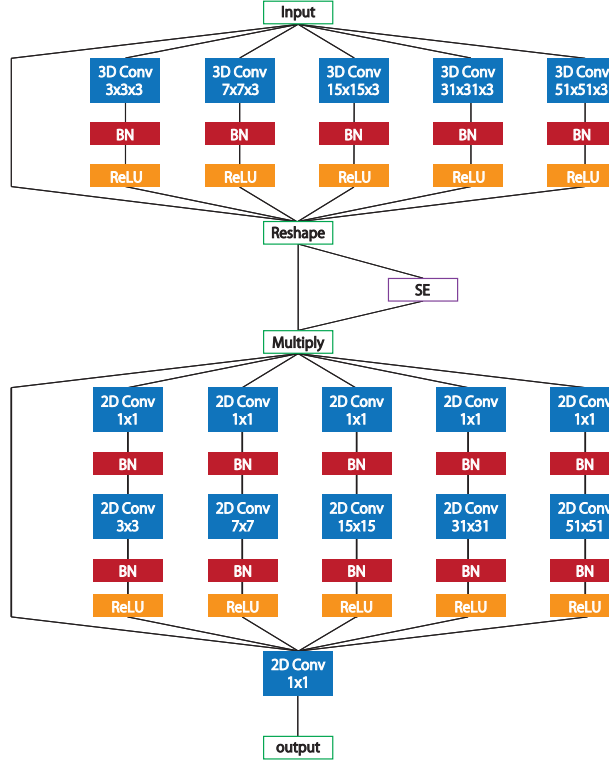 Input
3D Conv 3D Conv 3D Conv 3D Conv 3D Conv
3x3x3 7x7x3 15x15x3 31x31x3 51x51x3
BN BN BN BN BN
ReLU ReLU ReLU ReLU ReLU
Reshape
SE
Multiply
2D Conv 2D Conv 2D Conv 2D Conv 2D Conv
1x1 1x1 1x1 1x1 1x1
BN BN BN BN BN
2D Conv 2D Conv 2D Conv 2D Conv 2D Conv
3x3 7x7 15x15 31x31 51x51
BN BN BN BN BN
ReLU ReLU ReLU ReLU ReLU
2D Conv
1x1
output